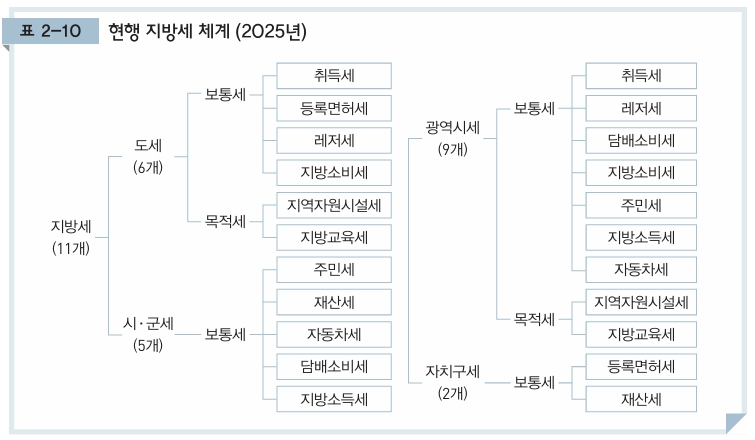 표 2-10 현행 지방세 체계 (2025년)
지방세
(11개)
도세
(6개)
보통세
취득세
등록면허세
레저세
지방소비세
목적세
지역자원시설세
지방교육세
시·군세
(5개)
보통세
주민세
재산세
자동차세
담배소비세
지방소득세
광역시세
(9개)
보통세
취득세
레저세
담배소비세
지방소비세
주민세
지방소득세
자동차세
목적세
지역자원시설세
지방교육세
자치구세
(2개)
보통세
등록면허세
재산세